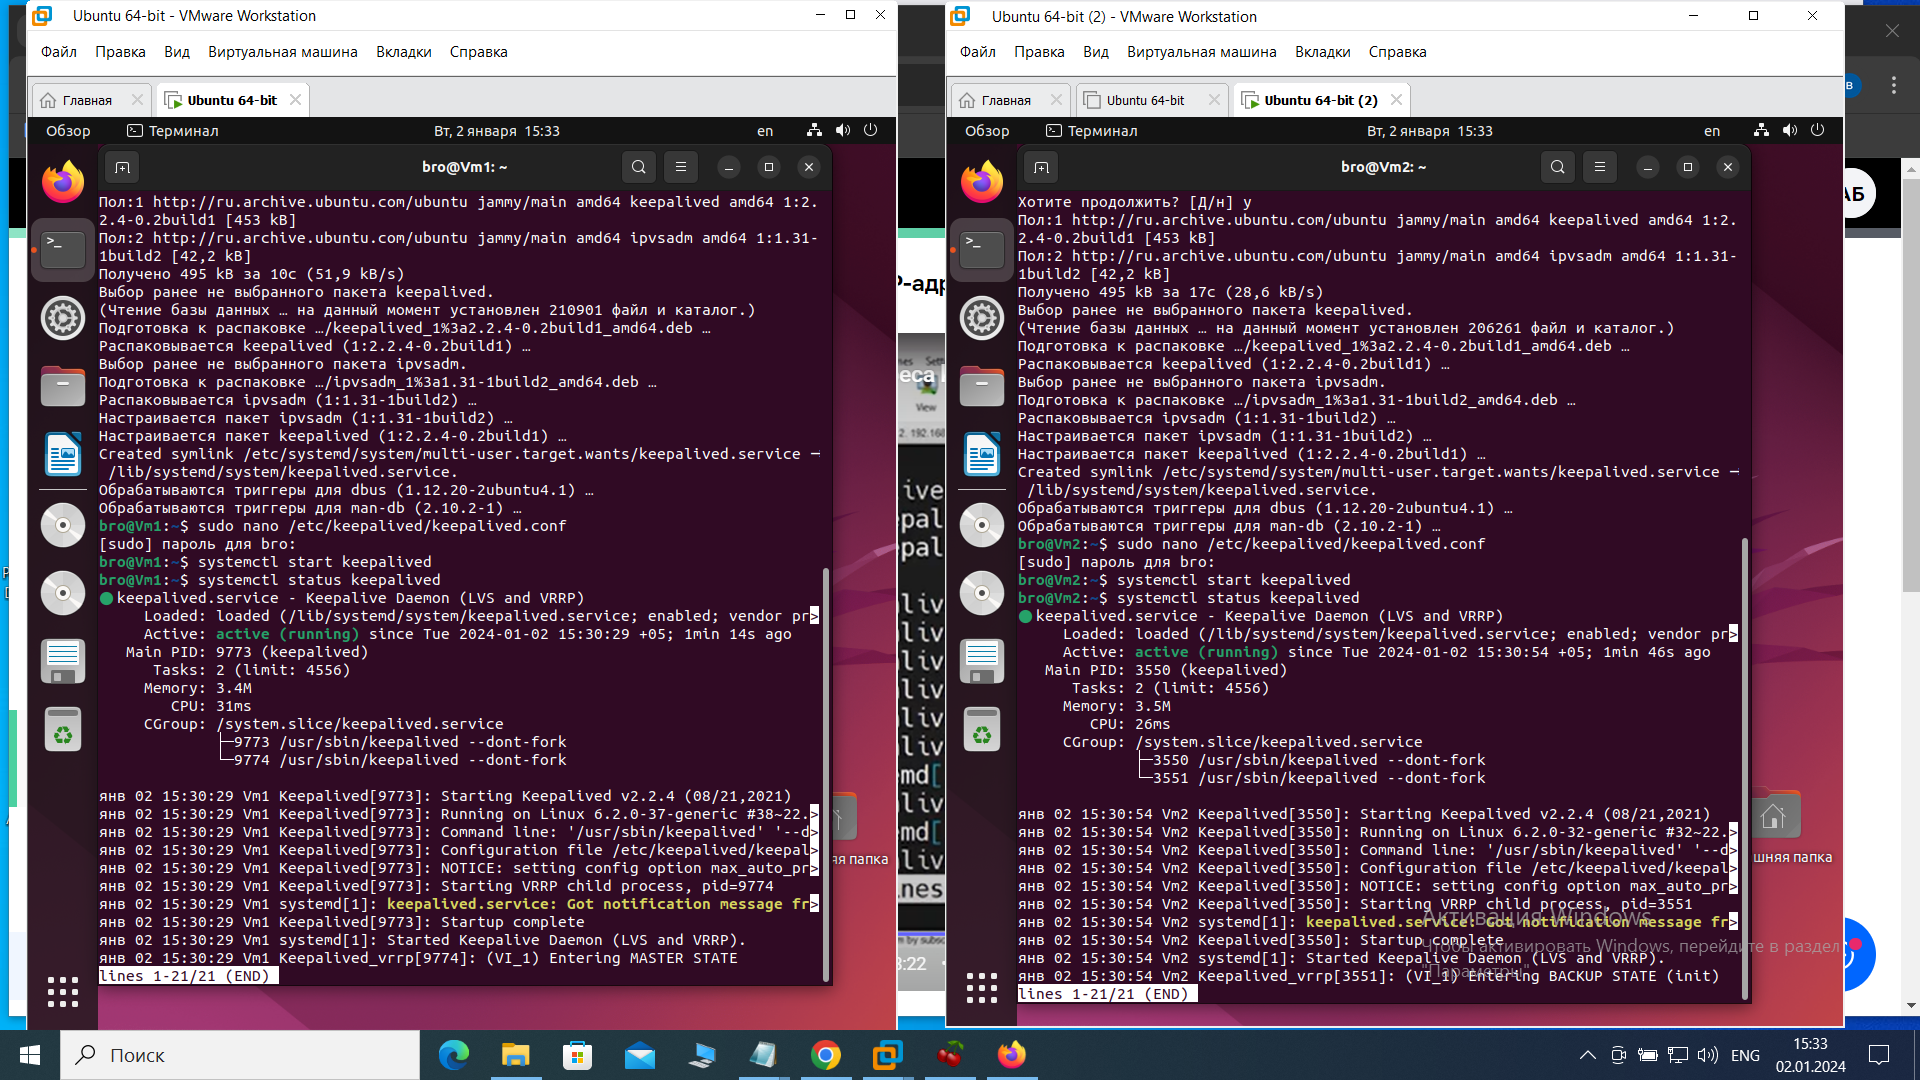 Ubuntu 64-bit - VMware Workstation
Файл Правка Вид Виртуальная машина Вкладки Справка
Главная Ubuntu 64-bit
Обзор Терминал Вт, 2 января 15:33 en
bro@Vm1: ~
Пол:1 http://ru.archive.ubuntu.com/ubuntu jammy/main amd64 keepalived amd64 1:2.
2.4-0.2build1 [453 kB]
Пол:2 http://ru.archive.ubuntu.com/ubuntu jammy/main amd64 ipvsadm amd64 1:1.31-
1build2 [42,2 kB]
Получено 495 kB за 10с (51,9 kB/s)
Выбор ранее не выбранного пакета keepalived.
(Чтение базы данных … на данный момент установлен 210901 файл и каталог.)
Подготовка к распаковке …/keepalived_1%3a2.2.4-0.2build1_amd64.deb …
Распаковывается keepalived (1:2.2.4-0.2build1) …
Выбор ранее не выбранного пакета ipvsadm.
Подготовка к распаковке …/ipvsadm_1%3a1.31-1build2_amd64.deb …
Распаковывается ipvsadm (1:1.31-1build2) …
Настраивается пакет ipvsadm (1:1.31-1build2) …
Настраивается пакет keepalived (1:2.2.4-0.2build1) …
Created symlink /etc/systemd/system/multi-user.target.wants/keepalived.service →
/lib/systemd/system/keepalived.service.
Обрабатываются триггеры для dbus (1.12.20-2ubuntu4.1) …
Обрабатываются триггеры для man-db (2.10.2-1) …
bro@Vm1:~$ sudo nano /etc/keepalived/keepalived.conf
[sudo] пароль для bro:
bro@Vm1:~$ systemctl start keepalived
bro@Vm1:~$ systemctl status keepalived
● keepalived.service - Keepalive Daemon (LVS and VRRP)
Loaded: loaded (/lib/systemd/system/keepalived.service; enabled; vendor pr>
Active: active (running) since Tue 2024-01-02 15:30:29 +05; 1min 14s ago
Main PID: 9773 (keepalived)
Tasks: 2 (limit: 4556)
Memory: 3.4M
CPU: 31ms
CGroup: /system.slice/keepalived.service
├─9773 /usr/sbin/keepalived --dont-fork
└─9774 /usr/sbin/keepalived --dont-fork
янв 02 15:30:29 Vm1 Keepalived[9773]: Starting Keepalived v2.2.4 (08/21,2021)
янв 02 15:30:29 Vm1 Keepalived[9773]: Running on Linux 6.2.0-37-generic #38~22.>
янв 02 15:30:29 Vm1 Keepalived[9773]: Command line: '/usr/sbin/keepalived' '--d>
янв 02 15:30:29 Vm1 Keepalived[9773]: Configuration file /etc/keepalived/keepal>
янв 02 15:30:29 Vm1 Keepalived[9773]: NOTICE: setting config option max_auto_pr>
янв 02 15:30:29 Vm1 Keepalived[9773]: Starting VRRP child process, pid=9774
янв 02 15:30:29 Vm1 systemd[1]: keepalived.service: Got notification message fr>
янв 02 15:30:29 Vm1 Keepalived[9773]: Startup complete
янв 02 15:30:29 Vm1 systemd[1]: Started Keepalive Daemon (LVS and VRRP).
янв 02 15:30:29 Vm1 Keepalived_vrrp[9774]: (VI_1) Entering MASTER STATE
lines 1-21/21 (END)
яя папка
Ubuntu 64-bit (2) - VMware Workstation
Файл Правка Вид Виртуальная машина Вкладки Справка
Главная Ubuntu 64-bit Ubuntu 64-bit (2)
Обзор Терминал Вт, 2 января 15:33 en
bro@Vm2: ~
Хотите продолжить? [Д/н] y
Пол:1 http://ru.archive.ubuntu.com/ubuntu jammy/main amd64 keepalived amd64 1:2.
2.4-0.2build1 [453 kB]
Пол:2 http://ru.archive.ubuntu.com/ubuntu jammy/main amd64 ipvsadm amd64 1:1.31-
1build2 [42,2 kB]
Получено 495 kB за 17с (28,6 kB/s)
Выбор ранее не выбранного пакета keepalived.
(Чтение базы данных … на данный момент установлен 206261 файл и каталог.)
Подготовка к распаковке …/keepalived_1%3a2.2.4-0.2build1_amd64.deb …
Распаковывается keepalived (1:2.2.4-0.2build1) …
Выбор ранее не выбранного пакета ipvsadm.
Подготовка к распаковке …/ipvsadm_1%3a1.31-1build2_amd64.deb …
Распаковывается ipvsadm (1:1.31-1build2) …
Настраивается пакет ipvsadm (1:1.31-1build2) …
Настраивается пакет keepalived (1:2.2.4-0.2build1) …
Created symlink /etc/systemd/system/multi-user.target.wants/keepalived.service →
/lib/systemd/system/keepalived.service.
Обрабатываются триггеры для dbus (1.12.20-2ubuntu4.1) …
Обрабатываются триггеры для man-db (2.10.2-1) …
bro@Vm2:~$ sudo nano /etc/keepalived/keepalived.conf
[sudo] пароль для bro:
bro@Vm2:~$ systemctl start keepalived
bro@Vm2:~$ systemctl status keepalived
● keepalived.service - Keepalive Daemon (LVS and VRRP)
Loaded: loaded (/lib/systemd/system/keepalived.service; enabled; vendor pr>
Active: active (running) since Tue 2024-01-02 15:30:54 +05; 1min 46s ago
Main PID: 3550 (keepalived)
Tasks: 2 (limit: 4556)
Memory: 3.5M
CPU: 26ms
CGroup: /system.slice/keepalived.service
├─3550 /usr/sbin/keepalived --dont-fork
└─3551 /usr/sbin/keepalived --dont-fork
янв 02 15:30:54 Vm2 Keepalived[3550]: Starting Keepalived v2.2.4 (08/21,2021)
янв 02 15:30:54 Vm2 Keepalived[3550]: Running on Linux 6.2.0-32-generic #32~22.>
янв 02 15:30:54 Vm2 Keepalived[3550]: Command line: '/usr/sbin/keepalived' '--d>
янв 02 15:30:54 Vm2 Keepalived[3550]: Configuration file /etc/keepalived/keepal>
янв 02 15:30:54 Vm2 Keepalived[3550]: NOTICE: setting config option max_auto_pr>
янв 02 15:30:54 Vm2 Keepalived[3550]: Starting VRRP child process, pid=3551
янв 02 15:30:54 Vm2 systemd[1]: keepalived.service: Got notification message fr>
янв 02 15:30:54 Vm2 Keepalived[3550]: Startup complete
янв 02 15:30:54 Vm2 systemd[1]: Started Keepalive Daemon (LVS and VRRP).
янв 02 15:30:54 Vm2 Keepalived_vrrp[3551]: (VI_1) Entering BACKUP STATE (init)
lines 1-21/21 (END)
шняя папка
Активация Windows
Чтобы активировать Windows, перейдите в раздел
"Параметры".
АБ
Поиск
ENG
15:33
02.01.2024